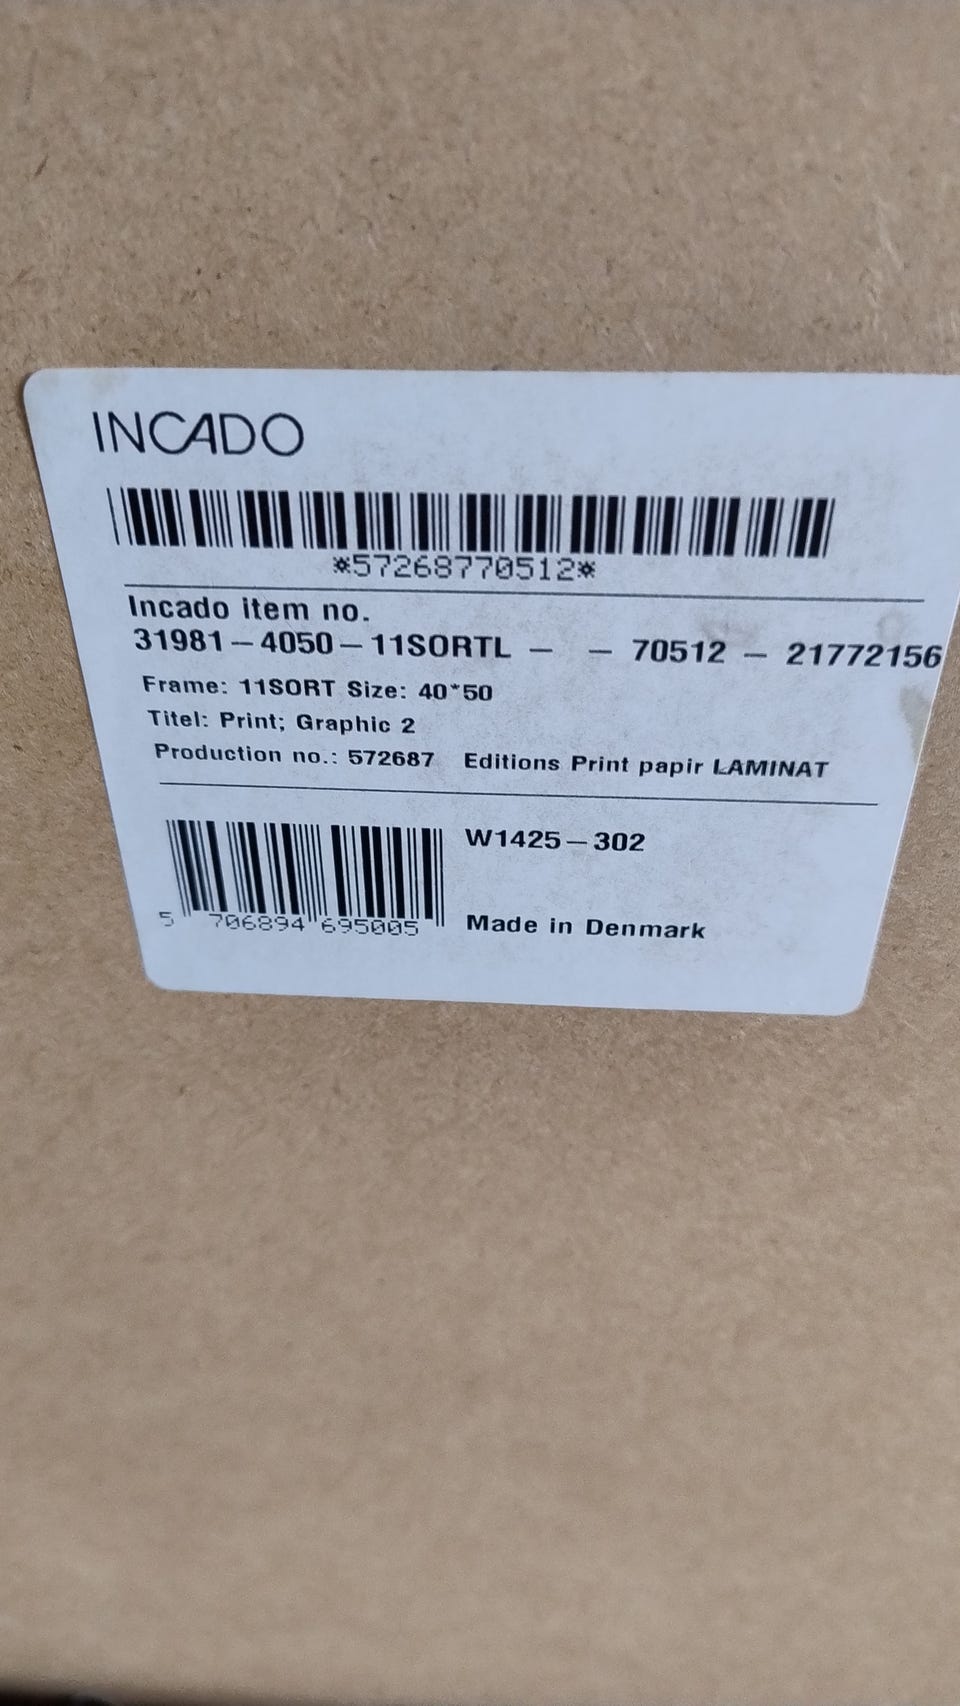 INCADO
*57268770512*
Incado item no.
31981-4050-11SORTL - - 70512 - 21772156
Frame: 11SORT Size: 40*50
Titel: Print; Graphic 2
Production no.: 572687 Editions Print papir LAMINAT
W1425-302
5 706894 695005
Made in Denmark